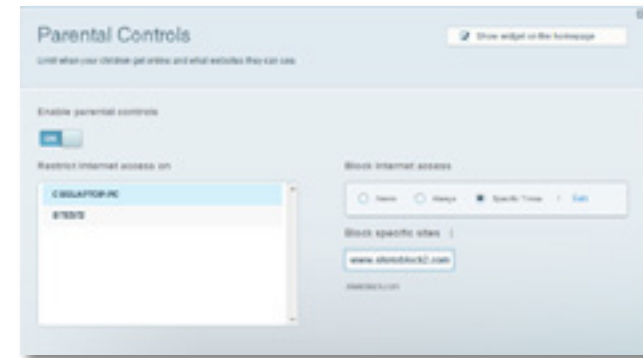 Parental Controls
Show widget on the homepage
Limit when your children get online and what websites they can see.
Enable parental controls
ON
Restrict Internet access on
Block Internet access
Never Always Specific Times | Edit
Block specific sites |